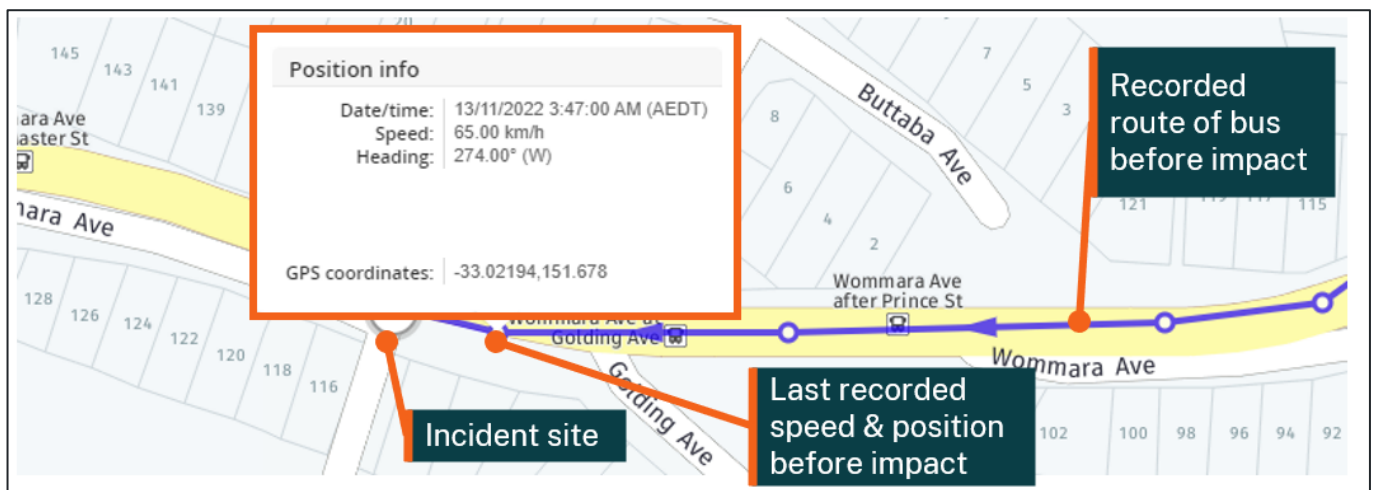 20
145
143
141
139
ara Ave
aster St
mara Ave
128
126
124
122
120
118
116
Position info
Date/time: 13/11/2022 3:47:00 AM (AEDT)
Speed: 65.00 km/h
Heading: 274.00° (W)
GPS coordinates: -33.02194,151.678
Buttaba Ave
7
5
3
8
6
4
2
121
115
Recorded
route of bus
before impact
Wommara Ave
after Prince St
Wommara Ave at
Golding Ave
Wommara Ave
Golding Ave
Incident site
Last recorded
speed & position
before impact
102
100
98
96
94
92